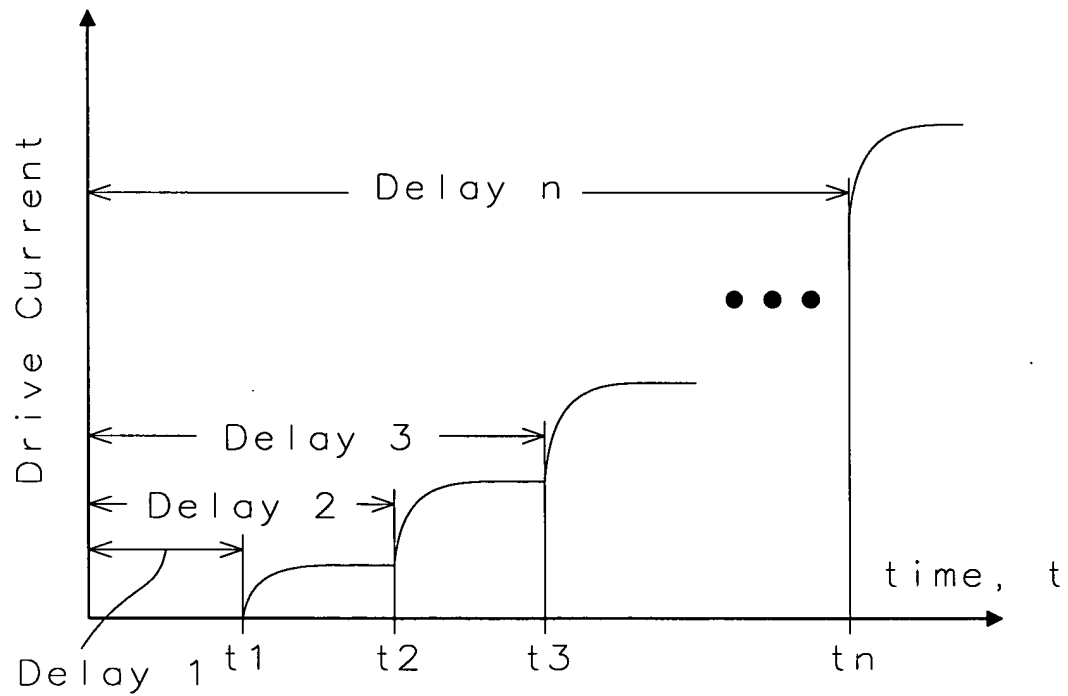 Drive Current
Delay n
Delay 3
Delay 2
Delay 1
time, t
t1
t2
t3
tn